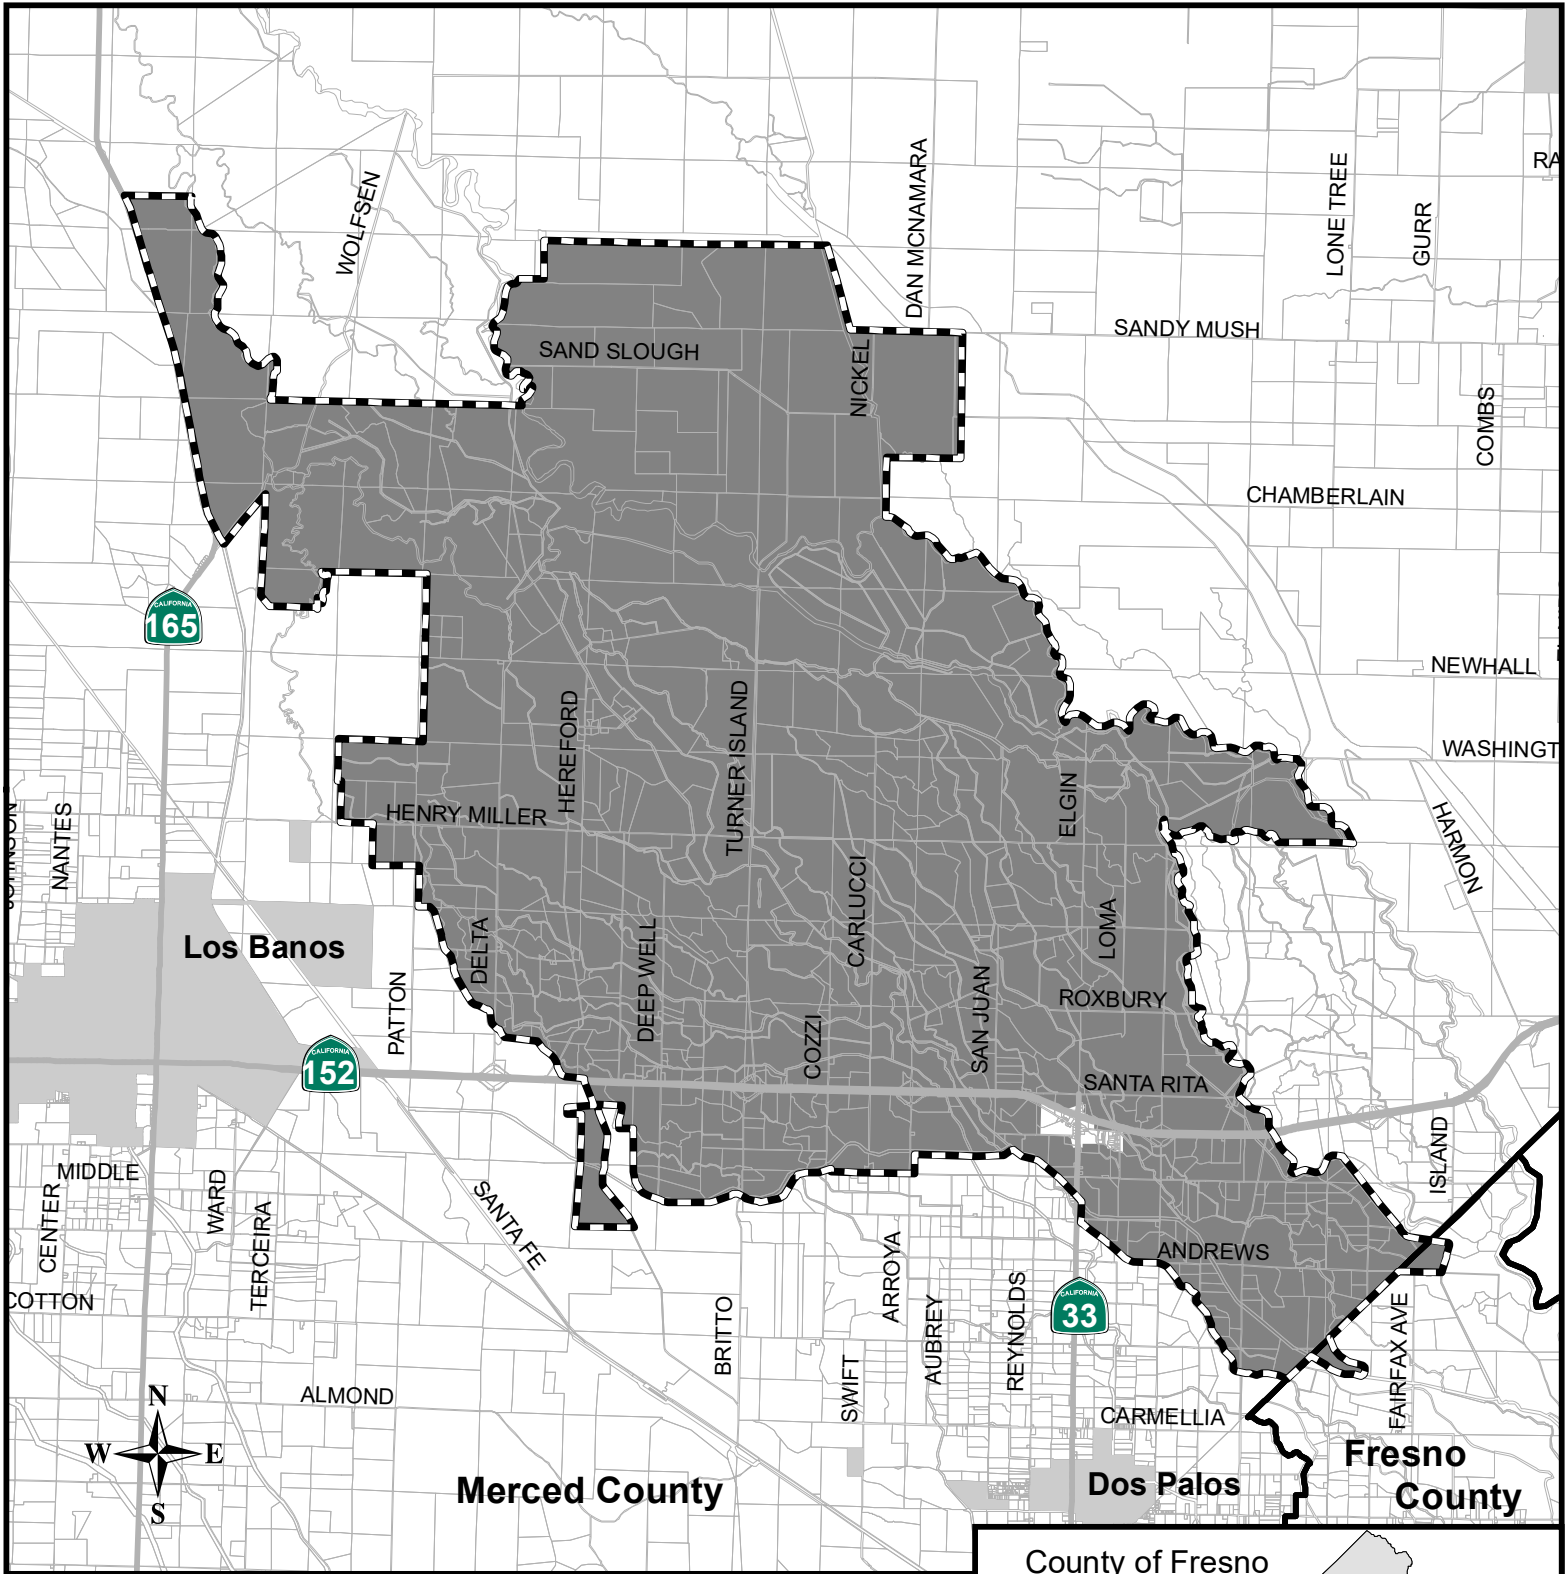 DAN MCNAMARA
LONE TREE
RA
WOLFSEN
GURR
SANDY MUSH
SAND SLOUGH
NICKEL
COMBS
CHAMBERLAIN
CALIFORNIA
165
NEWHALL
HEREFORD
TURNER ISLAND
WASHINGT
ELGIN
HENRY MILLER
NANTES
HARMON
CARLUCCI
Los Banos
DELTA
DEEP WELL
LOMA
PATTON
SAN JUAN
ROXBURY
COZZI
CALIFORNIA
152
SANTA RITA
ISLAND
MIDDLE
CENTER
WARD
TERCEIRA
SANTA FE
ARROYA
ANDREWS
COTTON
CALIFORNIA
33
BRITTO
AUBREY
REYNOLDS
FAIRFAX AVE
SWIFT
N
ALMOND
CARMELLIA
W
E
S
Merced County
Dos Palos
Fresno
County
County of Fresno